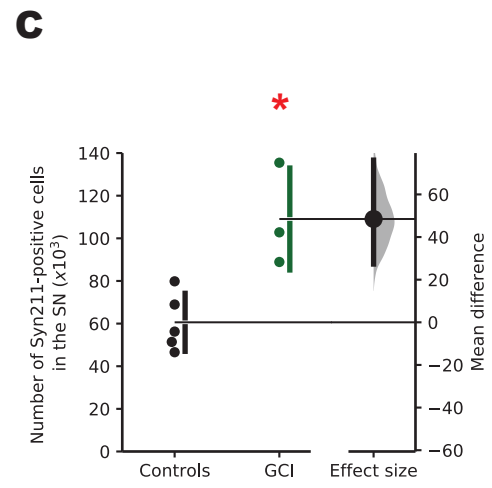 C
*
Number of Syn211-positive cells
in the SN (x10³)
140
120
100
80
60
40
20
0
Controls
GCI
Effect size
60
40
20
0
−20
−40
−60
Mean difference